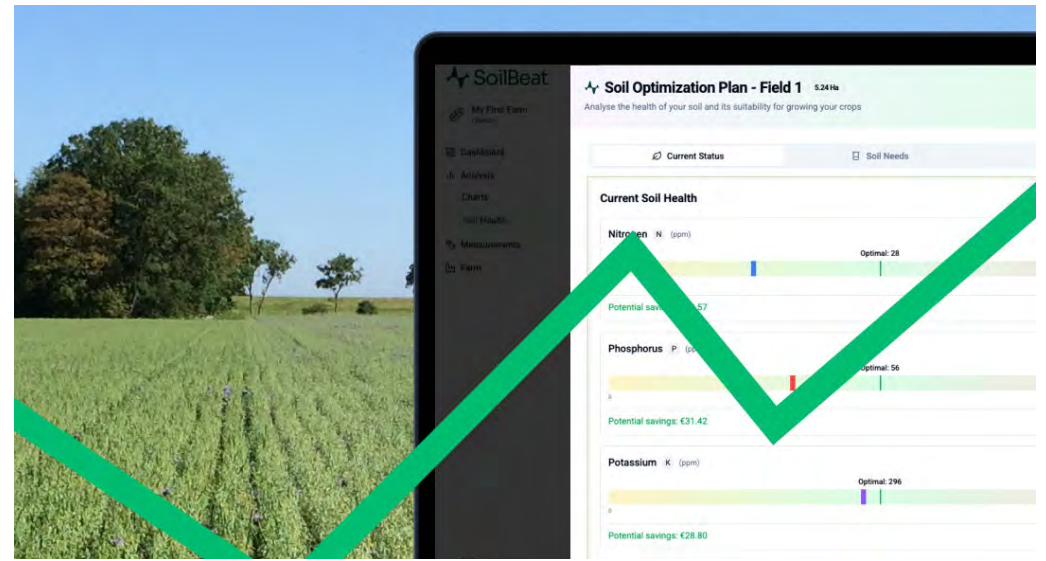 SoilBeat
My First Farm
Dashboard
Analysis
Charts
Soil Health
Measurements
Farm
Soil Optimization Plan - Field 1 5.24 Ha
Analyse the health of your soil and its suitability for growing your crops
Current Status
Soil Needs
Current Soil Health
Nitrogen N (ppm)
Optimal: 28
Potential .57
Phosphorus P
Optimal: 56
0
Potential savings: €31.42
Potassium K (ppm)
Optimal: 296
0
Potential savings: €28.80